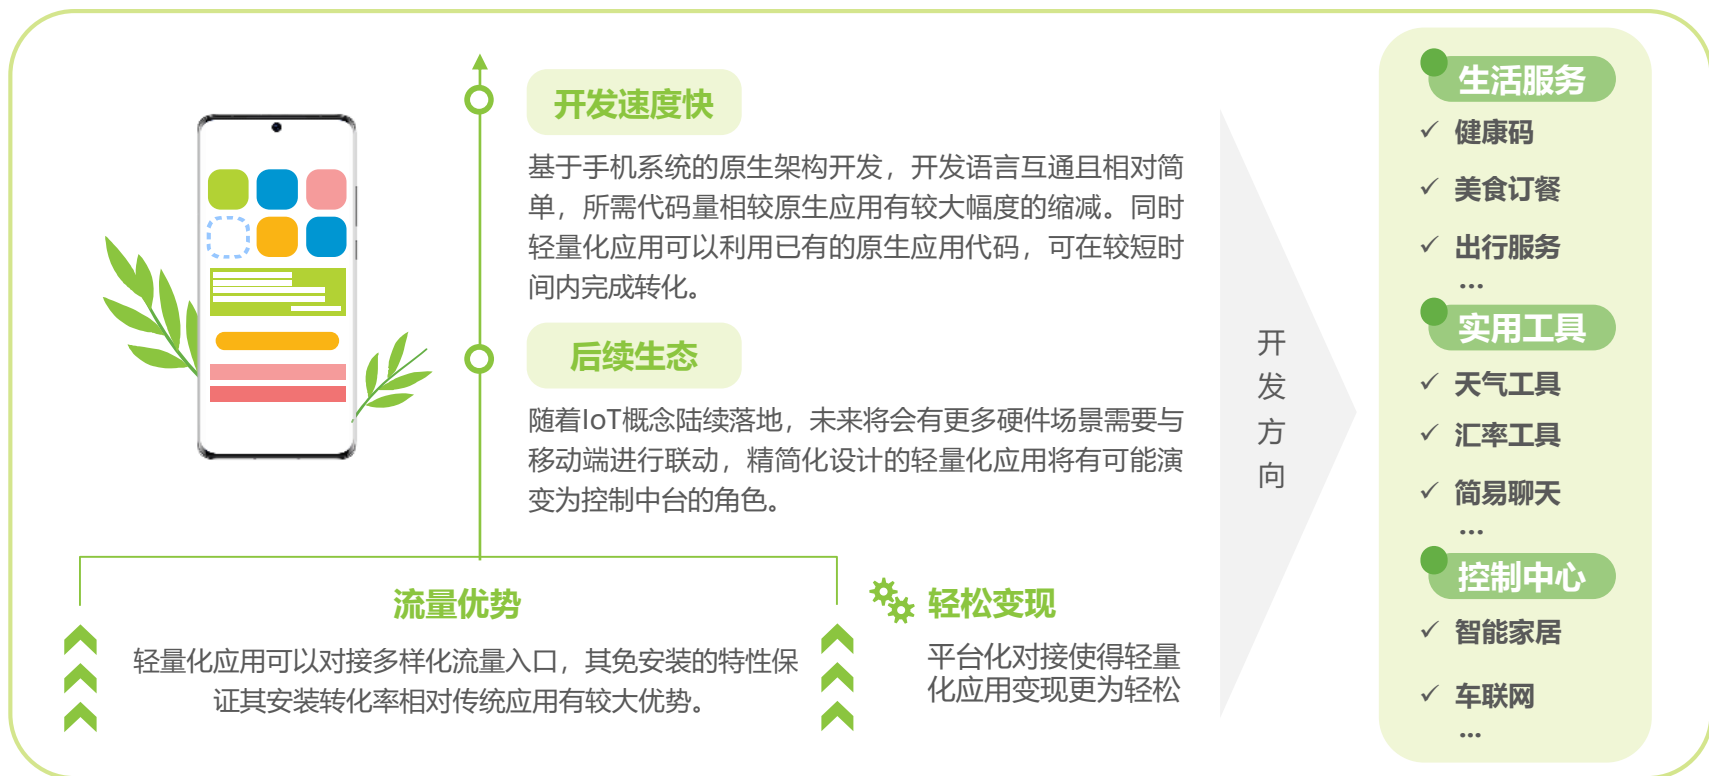 开发速度快
基于手机系统的原生架构开发，开发语言互通且相对简
单，所需代码量相较原生应用有较大幅度的缩减。同时
轻量化应用可以利用已有的原生应用代码，可在较短时
间内完成转化。
后续生态
随着IoT概念陆续落地，未来将会有更多硬件场景需要与
移动端进行联动，精简化设计的轻量化应用将有可能演
变为控制中台的角色。
流量优势
轻量化应用可以对接多样化流量入口，其免安装的特性保
证其安装转化率相对传统应用有较大优势。
轻松变现
平台化对接使得轻量
化应用变现更为轻松
开
发
方
向
生活服务
✓ 健康码
✓ 美食订餐
✓ 出行服务
...
实用工具
✓ 天气工具
✓ 汇率工具
✓ 简易聊天
...
控制中心
✓ 智能家居
✓ 车联网
...